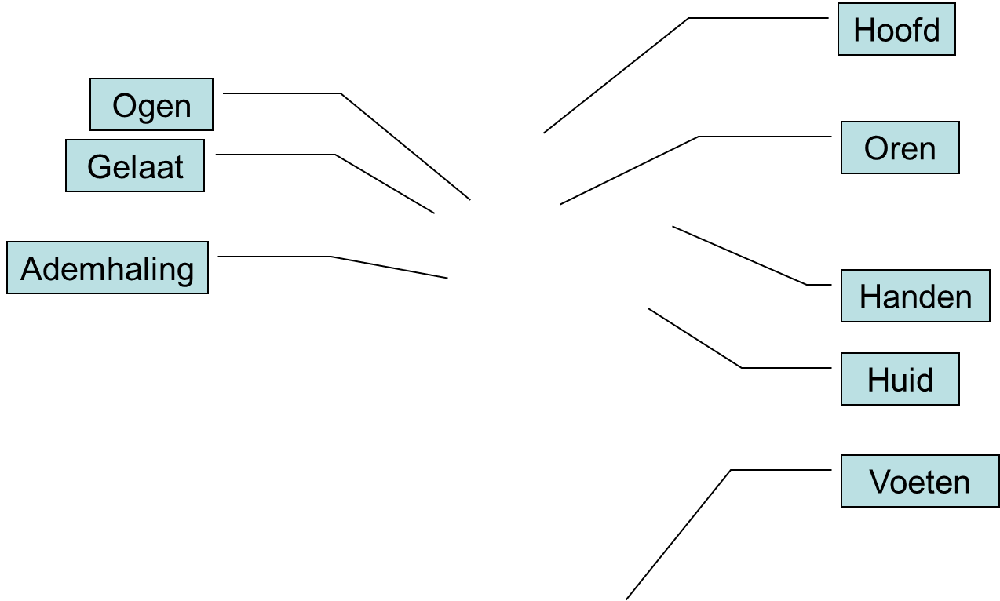 Ogen
Gelaat
Ademhaling
Hoofd
Oren
Handen
Huid
Voeten